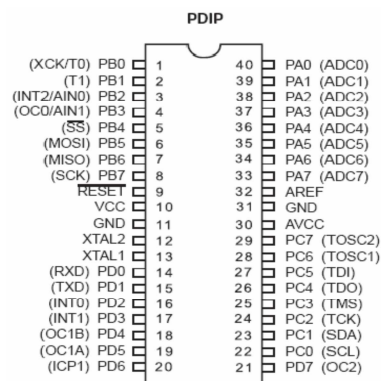 PDIP
(XCK/T0) PB0 1 40 PA0 (ADC0)
(T1) PB1 2 39 PA1 (ADC1)
(INT2/AIN0) PB2 3 38 PA2 (ADC2)
(OC0/AIN1) PB3 4 37 PA3 (ADC3)
(SS) PB4 5 36 PA4 (ADC4)
(MOSI) PB5 6 35 PA5 (ADC5)
(MISO) PB6 7 34 PA6 (ADC6)
(SCK) PB7 8 33 PA7 (ADC7)
RESET 9 32 AREF
VCC 10 31 GND
GND 11 30 AVCC
XTAL2 12 29 PC7 (TOSC2)
XTAL1 13 28 PC6 (TOSC1)
(RXD) PD0 14 27 PC5 (TDI)
(TXD) PD1 15 26 PC4 (TDO)
(INT0) PD2 16 25 PC3 (TMS)
(INT1) PD3 17 24 PC2 (TCK)
(OC1B) PD4 18 23 PC1 (SDA)
(OC1A) PD5 19 22 PC0 (SCL)
(ICP1) PD6 20 21 PD7 (OC2)